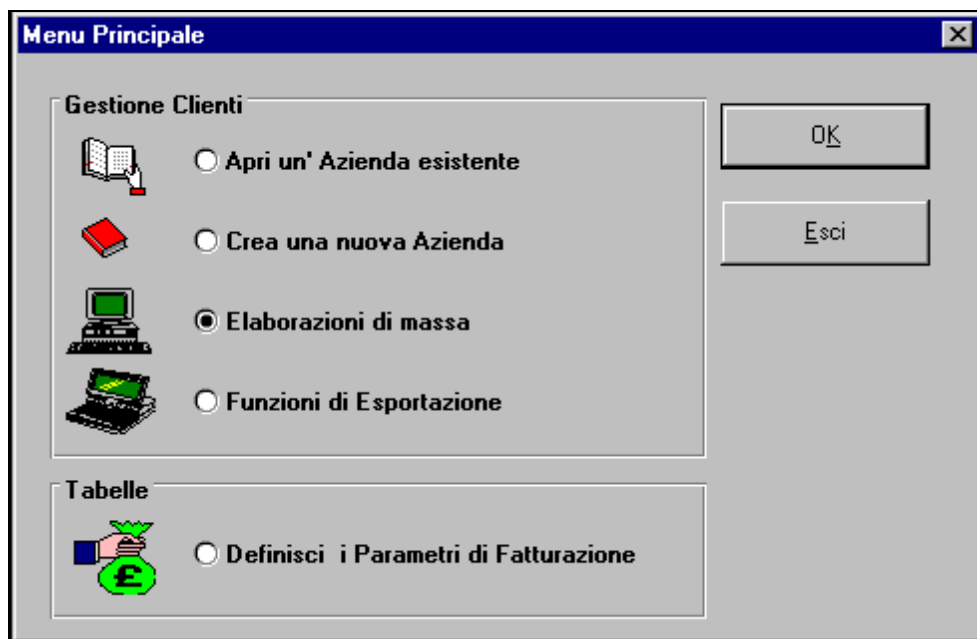 Menu Principale
Gestione Clienti
Apri un' Azienda esistente
Crea una nuova Azienda
Elaborazioni di massa
Funzioni di Esportazione
OK
Esci
Tabelle
£
Definisci i Parametri di Fatturazione